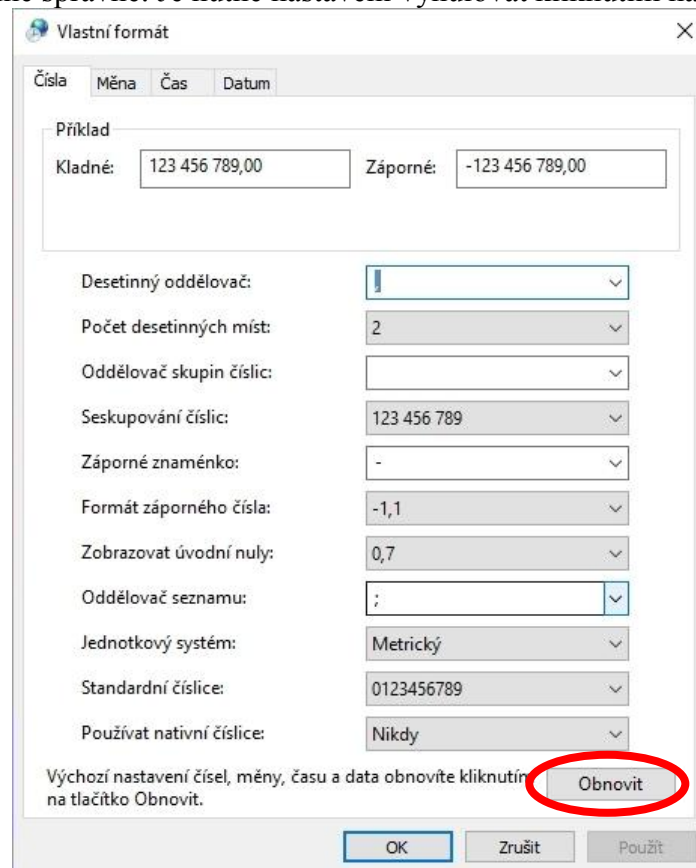 Vlastní formát
Čísla Měna Čas Datum
Příklad
Kladné: 123 456 789,00 Záporné: -123 456 789,00
Desetinný oddělovač: ,
Počet desetinných míst: 2
Oddělovač skupin číslic:
Seskupování číslic: 123 456 789
Záporné znaménko: -
Formát záporného čísla: -1,1
Zobrazovat úvodní nuly: 0,7
Oddělovač seznamu: ;
Jednotkový systém: Metrický
Standardní číslice: 0123456789
Používat nativní číslice: Nikdy
Výchozí nastavení čísel, měny, času a data obnovíte kliknutím Obnovit
na tlačítko Obnovit.
OK Zrušit Použít